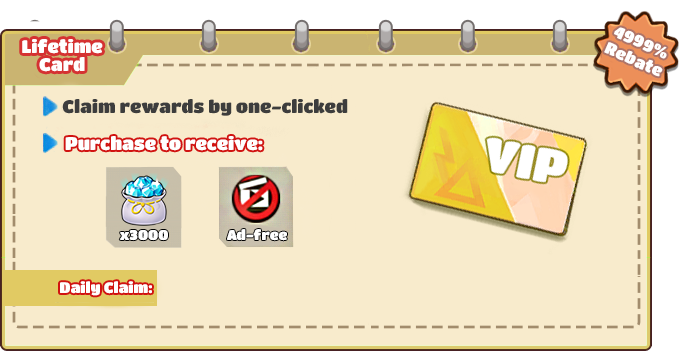 Lifetime
Card
4999%
Rebate
Claim rewards by one-clicked
VIP
Purchase to receive:
x3000
Ad-free
Daily Claim: